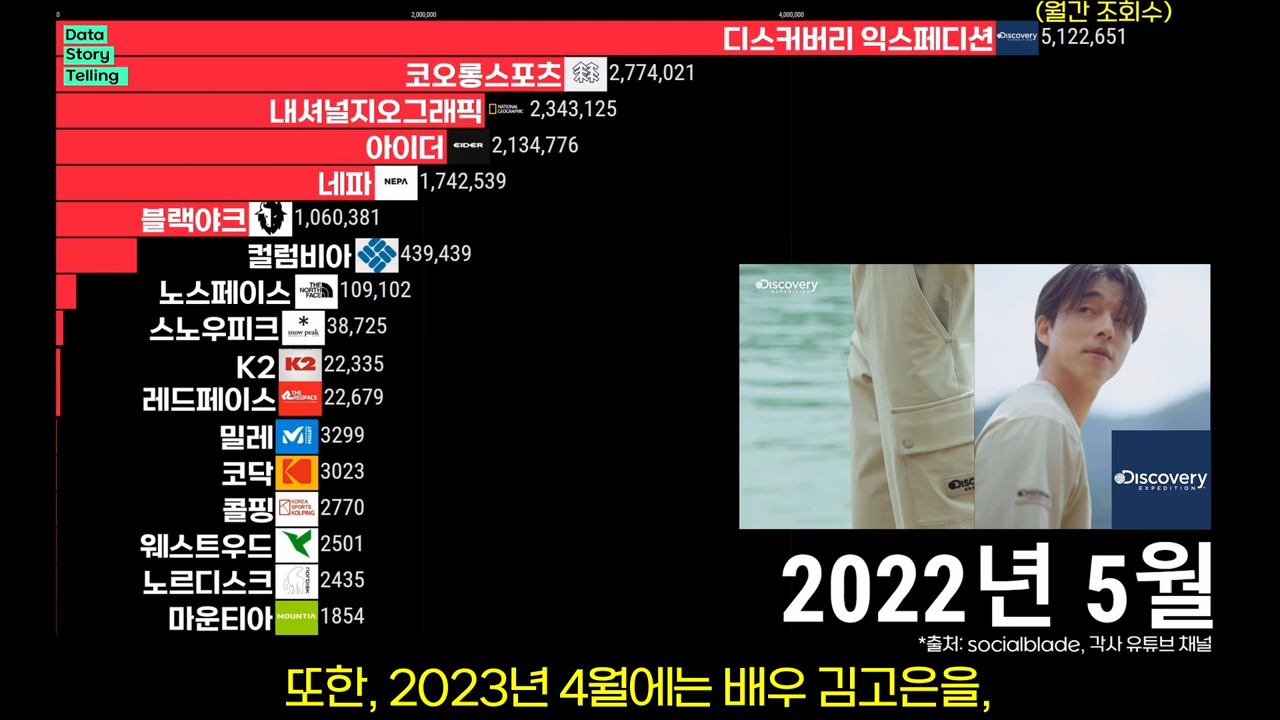 (월간 조회수)
0 2,000,000 4,000,000
Data
Story
Telling
디스커버리 익스페디션 Discovery EXPEDITION 5,122,651
코오롱스포츠 2,774,021
내셔널지오그래픽 NATIONAL GEOGRAPHIC 2,343,125
아이더 EIDER 2,134,776
네파 NEPA 1,742,539
블랙야크 1,060,381
컬럼비아 439,439
노스페이스 THE NORTH FACE 109,102
스노우피크 snow peak 38,725
K2 K2 22,335
레드페이스 THE REDFACE 22,679
밀레 MILLET 3299
코닥 3023
콜핑 KOREA SPORTS KOLPING 2770
웨스트우드 2501
노르디스크 nordisk 2435
마운티아 MOUNTIA 1854
Discovery
EXPEDITION
Discovery
EXPEDITION
2022년 5월
*출처: socialblade, 각사 유튜브 채널
또한, 2023년 4월에는 배우 김고은을,